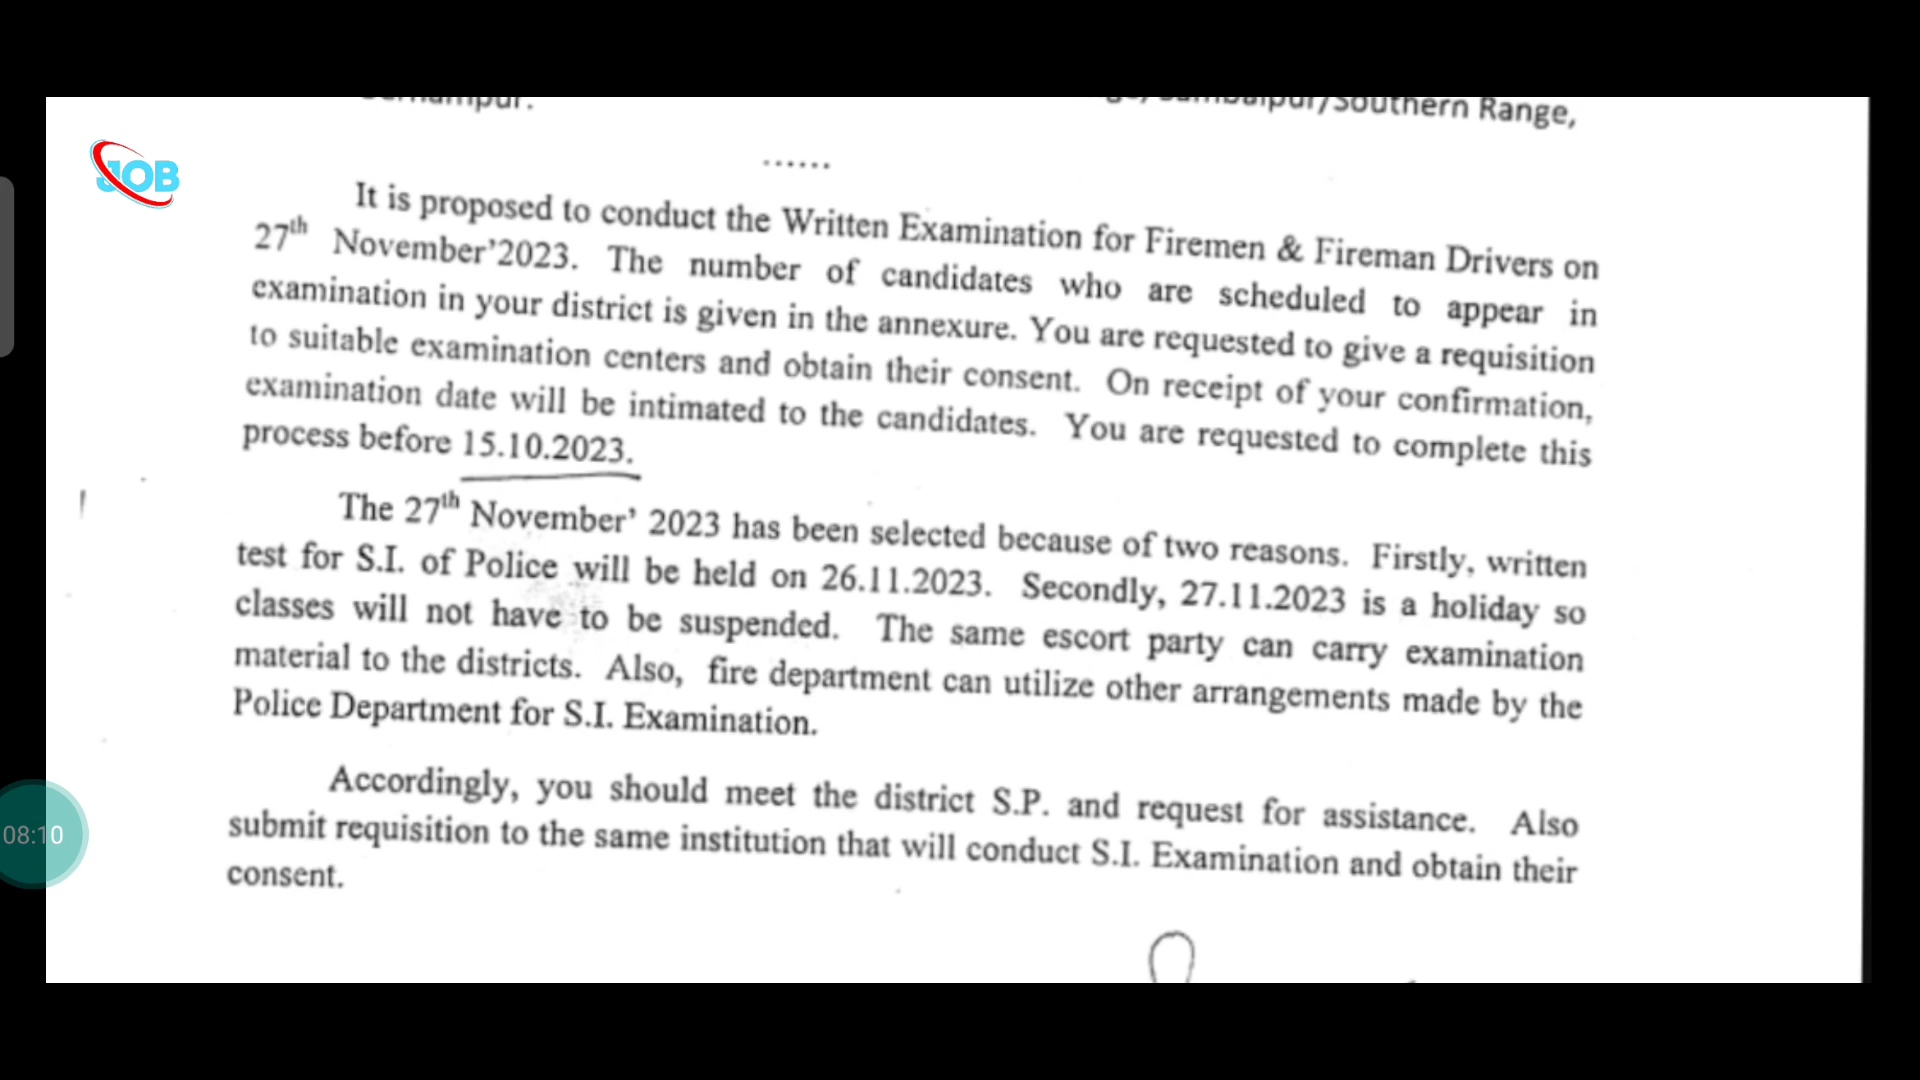 Sambalpur/Southern Range,
......
JOB
It is proposed to conduct the Written Examination for Firemen & Fireman Drivers on
27th November’2023. The number of candidates who are scheduled to appear in
examination in your district is given in the annexure. You are requested to give a requisition
to suitable examination centers and obtain their consent. On receipt of your confirmation,
examination date will be intimated to the candidates. You are requested to complete this
process before 15.10.2023.
The 27th November’ 2023 has been selected because of two reasons. Firstly, written
test for S.I. of Police will be held on 26.11.2023. Secondly, 27.11.2023 is a holiday so
classes will not have to be suspended. The same escort party can carry examination
material to the districts. Also, fire department can utilize other arrangements made by the
Police Department for S.I. Examination.
Accordingly, you should meet the district S.P. and request for assistance. Also
submit requisition to the same institution that will conduct S.I. Examination and obtain their
consent.
08:10